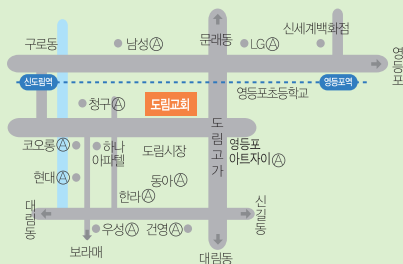 신세계백화점
구로동
남성Ⓐ
문래동
LGⒶ
영등포
신도림역
영등포역
영등포초등학교
청구Ⓐ
도림교회
도림고가
코오롱Ⓐ
하나
아파텔
도림시장
영등포
아트자이Ⓐ
현대Ⓐ
동아Ⓐ
한라Ⓐ
대림동
신길동
우성Ⓐ
건영Ⓐ
보라매
대림동